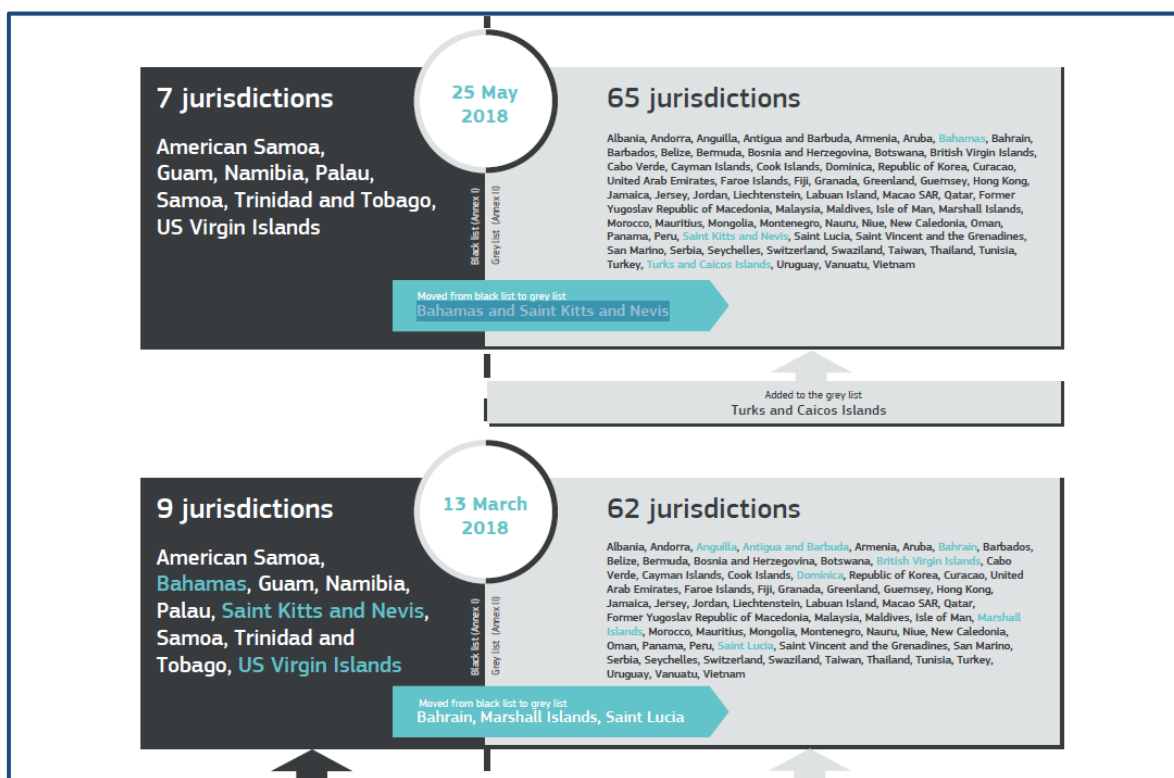 7 jurisdictions
American Samoa,
Guam, Namibia, Palau,
Samoa, Trinidad and Tobago,
US Virgin Islands
25 May
2018
Black list (Annex I)
Grey list (Annex II)
65 jurisdictions
Albania, Andorra, Anguilla, Antigua and Barbuda, Armenia, Aruba, Bahamas, Bahrain,
Barbados, Belize, Bermuda, Bosnia and Herzegovina, Botswana, British Virgin Islands,
Cabo Verde, Cayman Islands, Cook Islands, Dominica, Republic of Korea, Curacao,
United Arab Emirates, Faroe Islands, Fiji, Granada, Greenland, Guernsey, Hong Kong,
Jamaica, Jersey, Jordan, Liechtenstein, Labuan Island, Macao SAR, Qatar, Former
Yugoslav Republic of Macedonia, Malaysia, Maldives, Isle of Man, Marshall Islands,
Morocco, Mauritius, Mongolia, Montenegro, Nauru, Niue, New Caledonia, Oman,
Panama, Peru, Saint Kitts and Nevis, Saint Lucia, Saint Vincent and the Grenadines,
San Marino, Serbia, Seychelles, Switzerland, Swaziland, Taiwan, Thailand, Tunisia,
Turkey, Turks and Caicos Islands, Uruguay, Vanuatu, Vietnam
Moved from black list to grey list
Bahamas and Saint Kitts and Nevis
Added to the grey list
Turks and Caicos Islands
9 jurisdictions
American Samoa,
Bahamas, Guam, Namibia,
Palau, Saint Kitts and Nevis,
Samoa, Trinidad and
Tobago, US Virgin Islands
13 March
2018
Black list (Annex I)
Grey list (Annex II)
62 jurisdictions
Albania, Andorra, Anguilla, Antigua and Barbuda, Armenia, Aruba, Bahrain, Barbados,
Belize, Bermuda, Bosnia and Herzegovina, Botswana, British Virgin Islands, Cabo
Verde, Cayman Islands, Cook Islands, Dominica, Republic of Korea, Curacao, United
Arab Emirates, Faroe Islands, Fiji, Granada, Greenland, Guernsey, Hong Kong,
Jamaica, Jersey, Jordan, Liechtenstein, Labuan Island, Macao SAR, Qatar,
Former Yugoslav Republic of Macedonia, Malaysia, Maldives, Isle of Man, Marshall
Islands, Morocco, Mauritius, Mongolia, Montenegro, Nauru, Niue, New Caledonia,
Oman, Panama, Peru, Saint Lucia, Saint Vincent and the Grenadines, San Marino,
Serbia, Seychelles, Switzerland, Swaziland, Taiwan, Thailand, Tunisia, Turkey,
Uruguay, Vanuatu, Vietnam
Moved from black list to grey list
Bahrain, Marshall Islands, Saint Lucia